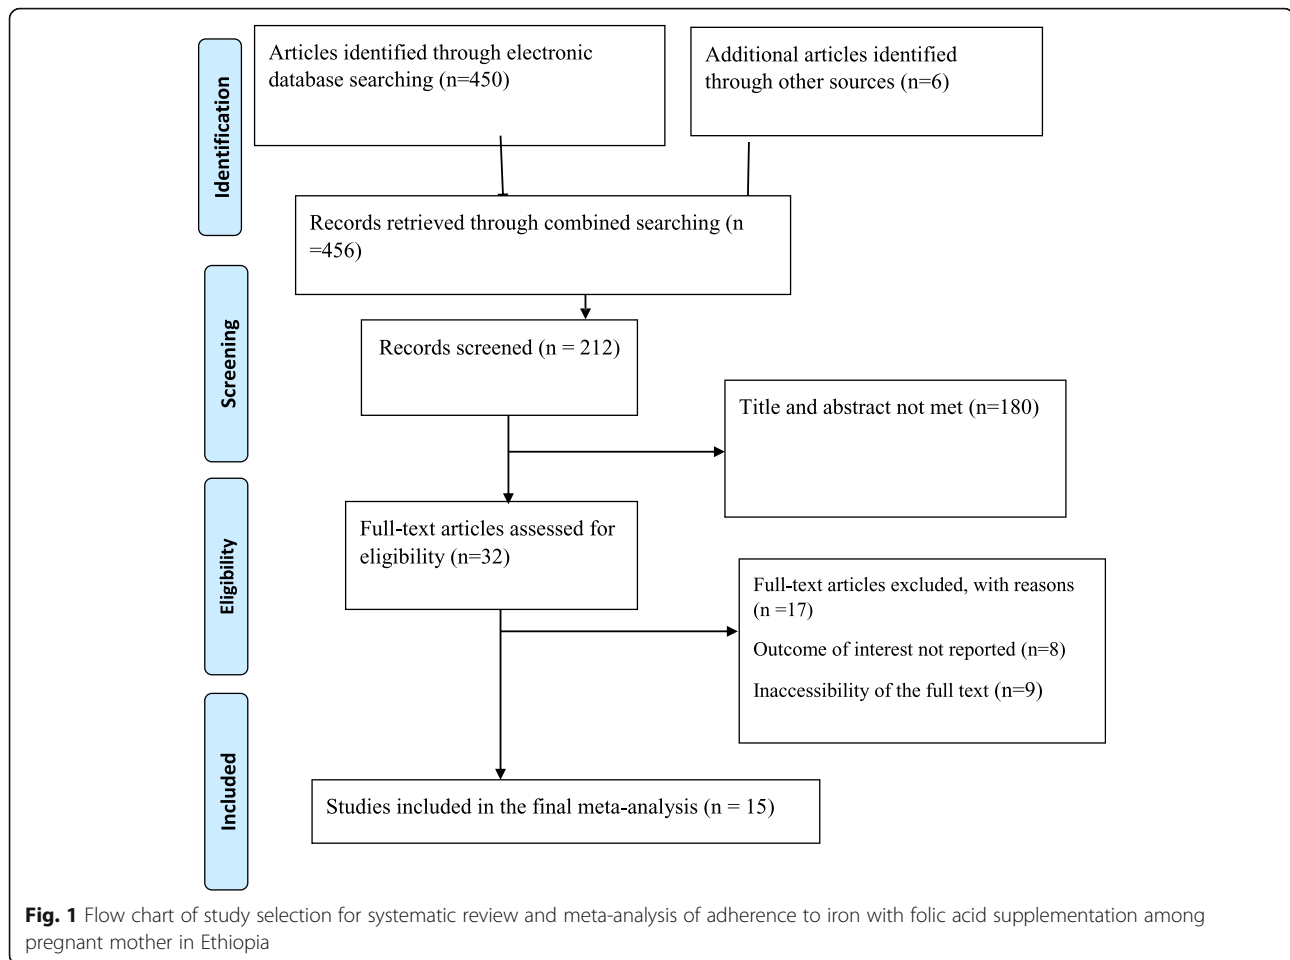 Identification
Articles identified through electronic
database searching (n=450)
Additional articles identified
through other sources (n=6)
Records retrieved through combined searching (n
=456)
Screening
Records screened (n = 212)
Title and abstract not met (n=180)
Eligibility
Full-text articles assessed for
eligibility (n=32)
Full-text articles excluded, with reasons
(n =17)
Outcome of interest not reported (n=8)
Inaccessibility of the full text (n=9)
Included
Studies included in the final meta-analysis (n = 15)
Fig. 1 Flow chart of study selection for systematic review and meta-analysis of adherence to iron with folic acid supplementation among
pregnant mother in Ethiopia